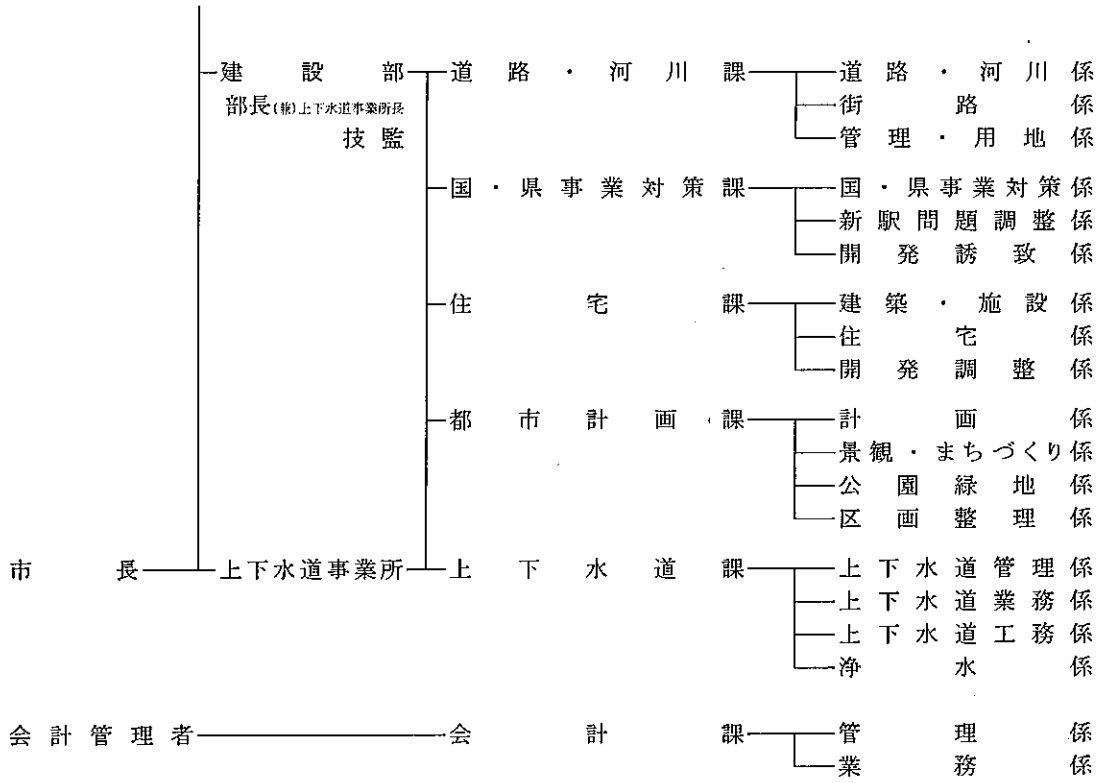 建設部 道路・河川課 道路・河川係
部長(兼)上下水道事業所長 街路係
技監 管理・用地係
国・県事業対策課 国・県事業対策係
新駅問題調整係
開発誘致係
住宅課 建築・施設係
住宅係
開発調整係
都市計画課 計画係
景観・まちづくり係
公園緑地係
区画整理係
市長 上下水道事業所 上下水道課 上下水道管理係
上下水道業務係
上下水道工務係
浄水係
会計管理者 会計課 管理係
業務係